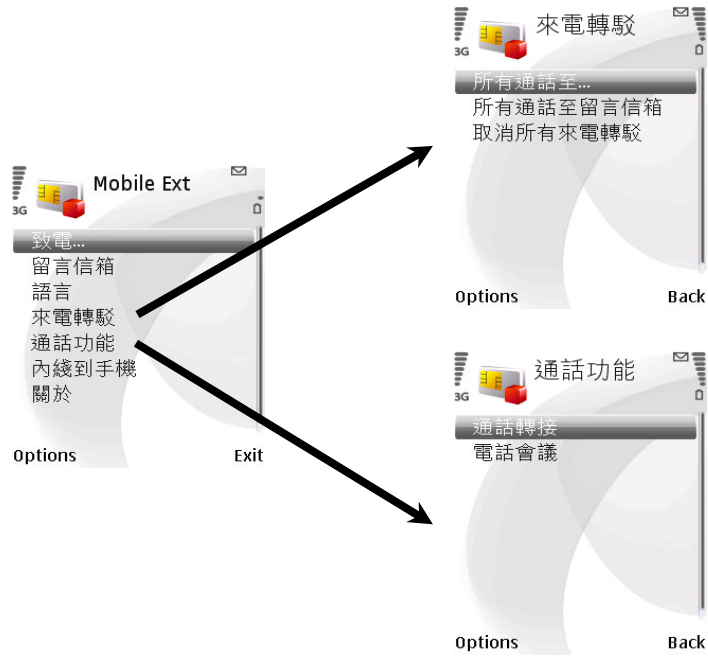 Mobile Ext
3G
致電...
留言信箱
語言
來電轉駁
通話功能
內綫到手機
關於
Options Exit
來電轉駁
3G
所有通話至...
所有通話至留言信箱
取消所有來電轉駁
Options Back
通話功能
3G
通話轉接
電話會議
Options Back